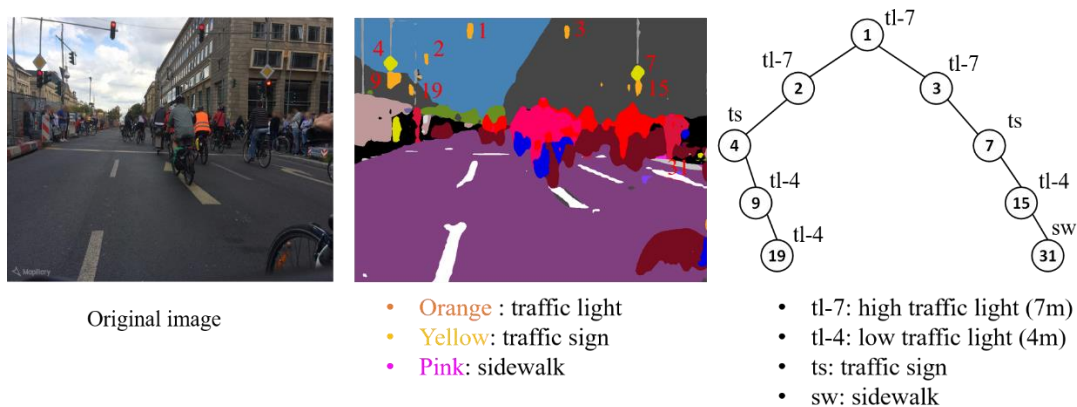 Mapillary
Original image
1
3
2
4
7
9
19
15
31
• Orange : traffic light
• Yellow: traffic sign
• Pink: sidewalk
tl-7
1
tl-7
2
tl-7
3
ts
4
ts
7
tl-4
9
tl-4
15
tl-4
19
sw
31
• tl-7: high traffic light (7m)
• tl-4: low traffic light (4m)
• ts: traffic sign
• sw: sidewalk